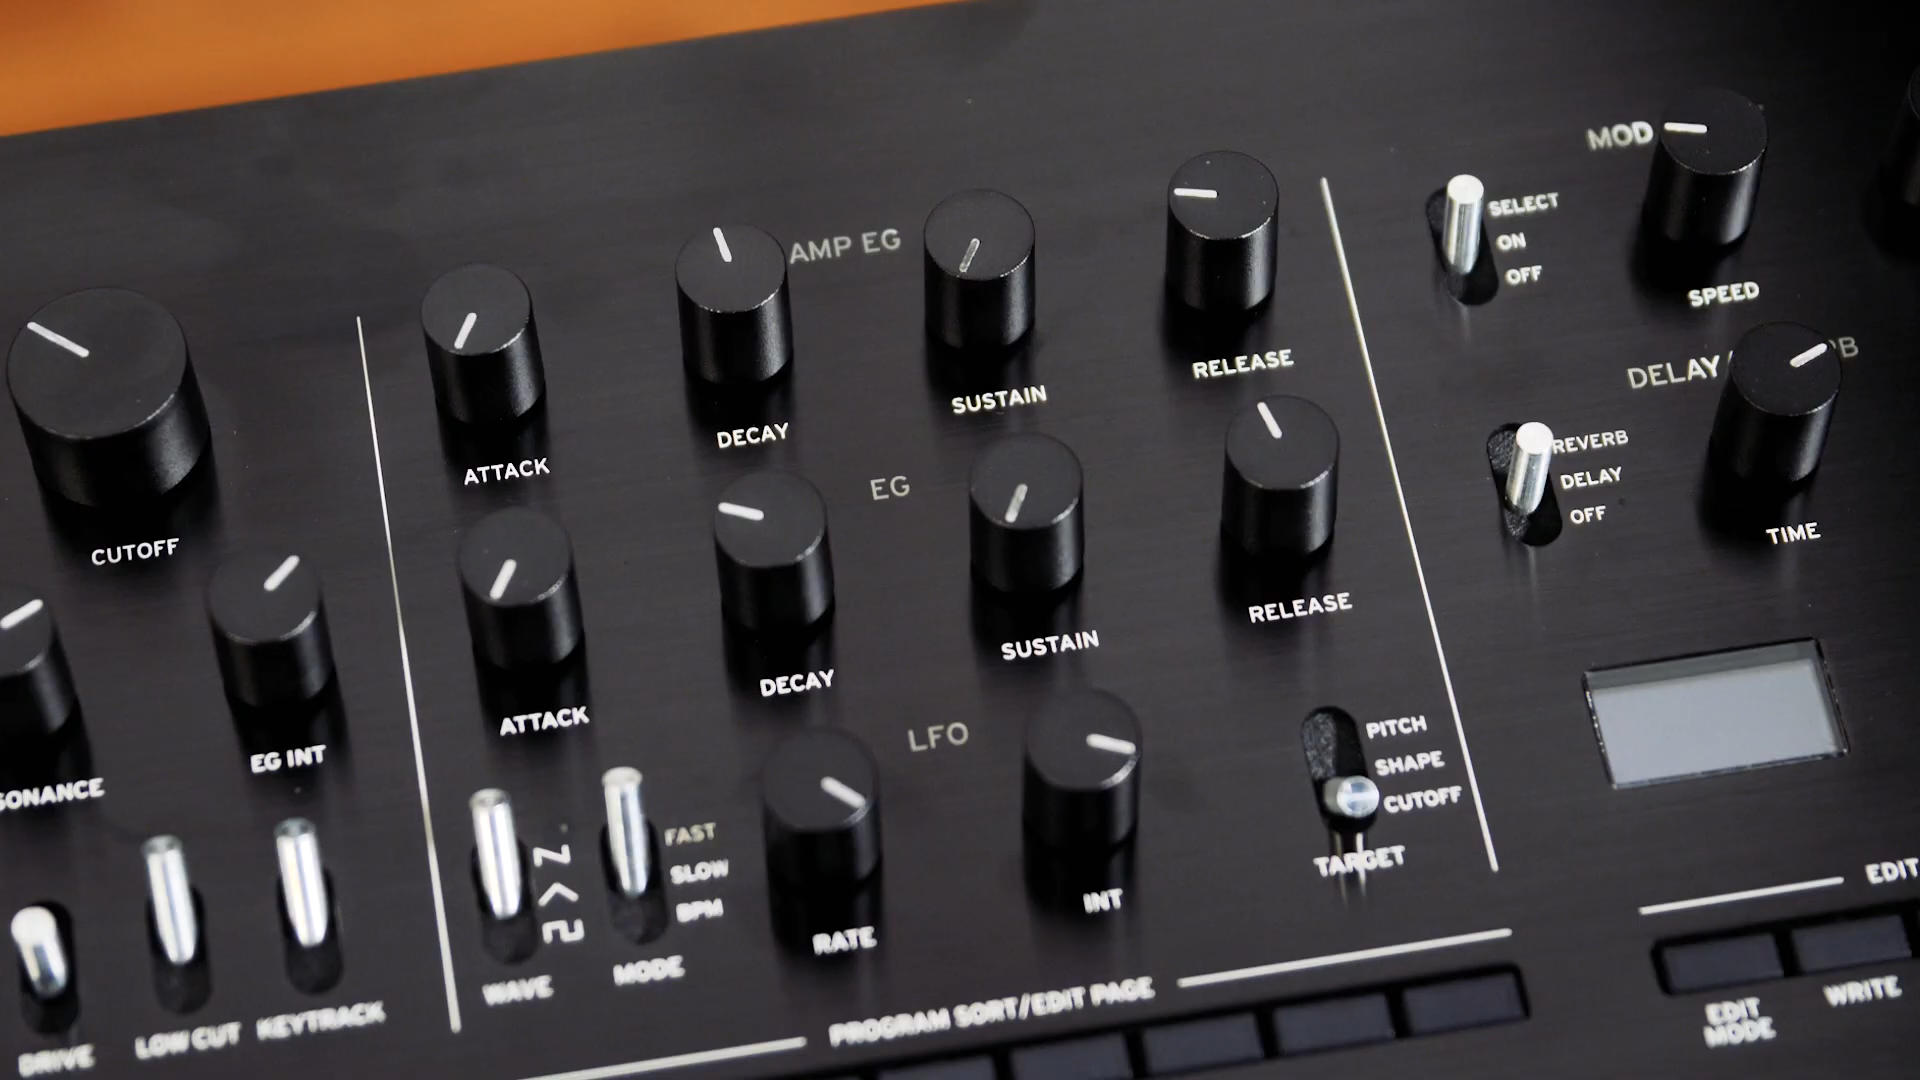 MOD
SELECT
ON
OFF
SPEED
AMP EG
ATTACK
DECAY
SUSTAIN
RELEASE
DELAY
REVERB
DELAY
OFF
TIME
CUTOFF
EG
ATTACK
DECAY
SUSTAIN
RELEASE
EG INT
LFO
PITCH
SHAPE
CUTOFF
TARGET
FAST
SLOW
BPM
WAVE
MODE
RATE
INT
DRIVE
LOW CUT
KEYTRACK
PROGRAM SORT/EDIT PAGE
EDIT
EDIT
MODE
WRITE